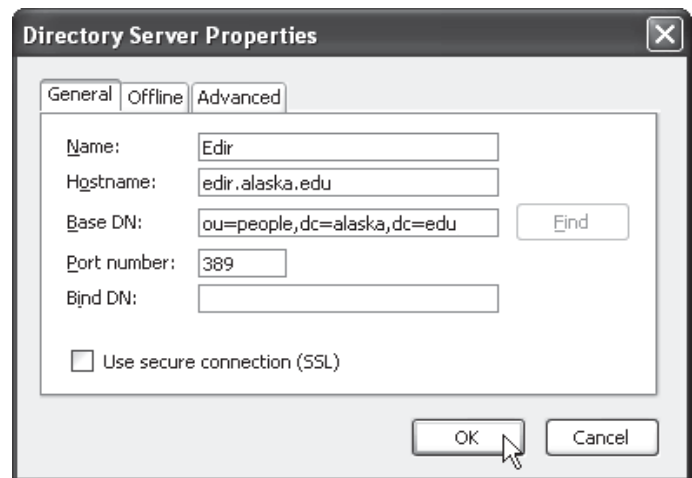 Directory Server Properties
General Offline Advanced
Name: Edir
Hostname: edir.alaska.edu
Base DN: ou=people,dc=alaska,dc=edu Find
Port number: 389
Bind DN:
Use secure connection (SSL)
OK Cancel